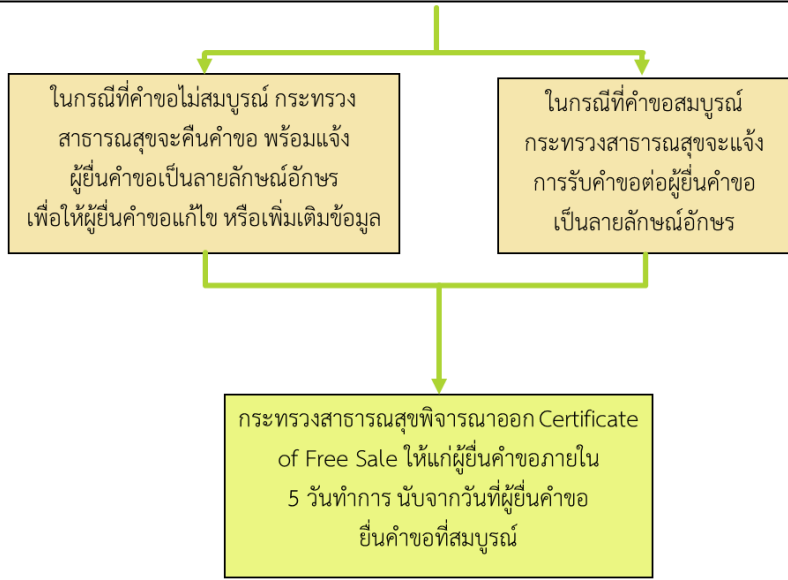 ในกรณีที่คำขอไม่สมบูรณ์ กระทรวง
สาธารณสุขจะคืนคำขอ พร้อมแจ้ง
ผู้ยื่นคำขอเป็นลายลักษณ์อักษร
เพื่อให้ผู้ยื่นคำขอแก้ไข หรือเพิ่มเติมข้อมูล
ในกรณีที่คำขอสมบูรณ์
กระทรวงสาธารณสุขจะแจ้ง
การรับคำขอต่อผู้ยื่นคำขอ
เป็นลายลักษณ์อักษร
กระทรวงสาธารณสุขพิจารณาออก Certificate
of Free Sale ให้แก่ผู้ยื่นคำขอภายใน
5 วันทำการ นับจากวันที่ผู้ยื่นคำขอ
ยื่นคำขอที่สมบูรณ์